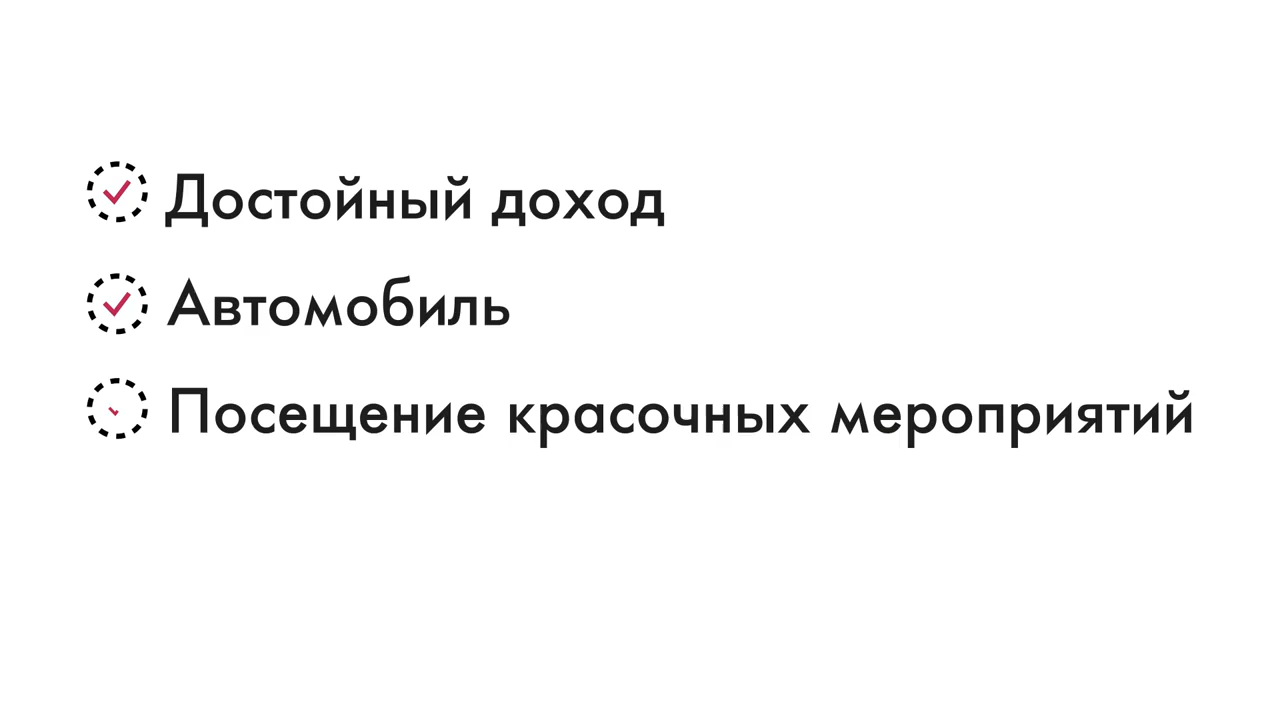 Достойный доход
Автомобиль
Посещение красочных мероприятий